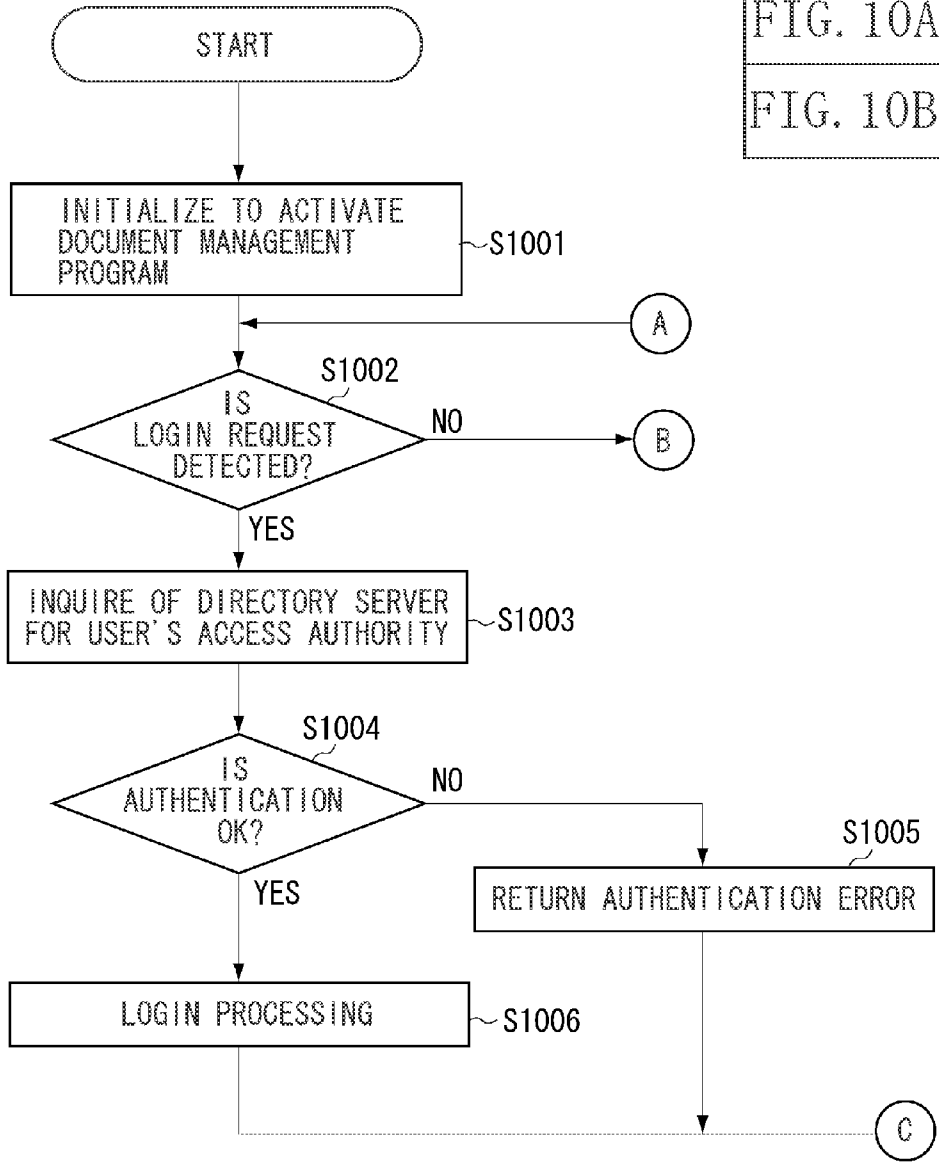 FIG. 10A
FIG. 10B
START
INITIALIZE TO ACTIVATE
DOCUMENT MANAGEMENT
PROGRAM
S1001
A
S1002
IS
LOGIN REQUEST
DETECTED?
NO
B
YES
INQUIRE OF DIRECTORY SERVER
FOR USER'S ACCESS AUTHORITY
S1003
S1004
IS
AUTHENTICATION
OK?
NO
YES
S1005
RETURN AUTHENTICATION ERROR
LOGIN PROCESSING
S1006
C